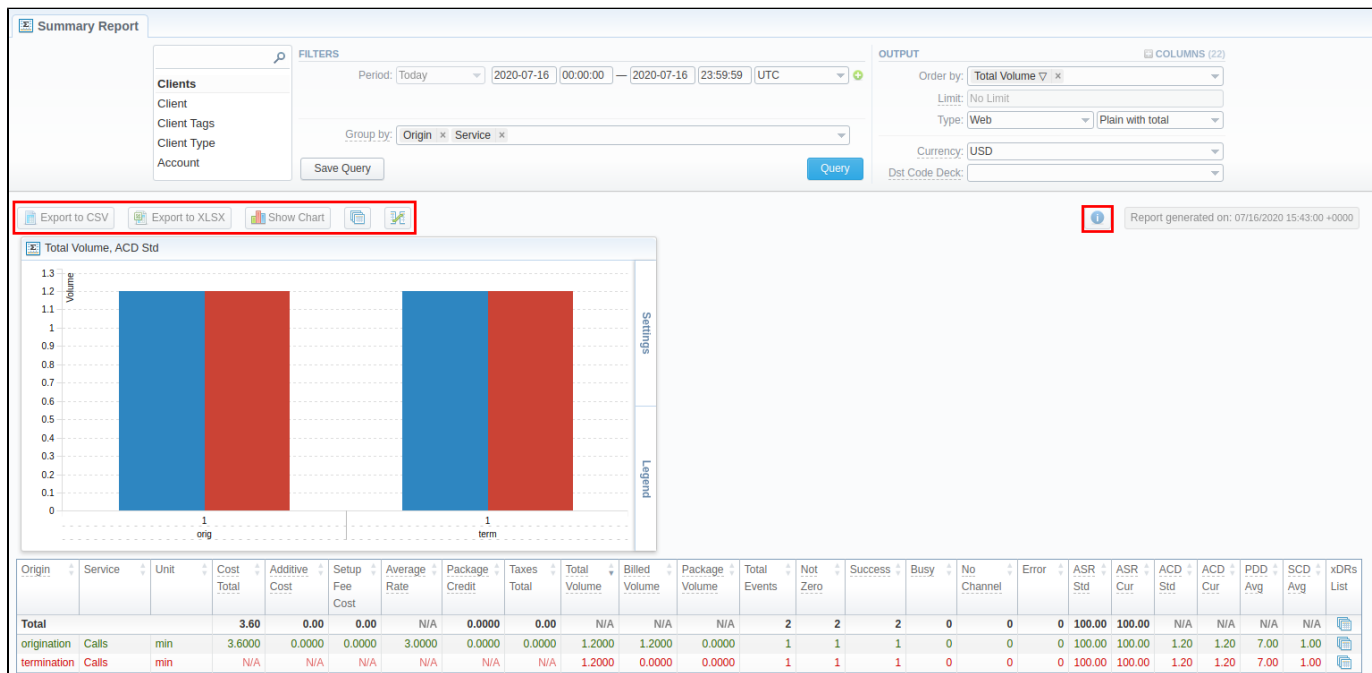 Summary Report
Clients
Client
Client Tags
Client Type
Account
FILTERS
Period: Today 2020-07-16 00:00:00 — 2020-07-16 23:59:59 UTC
Group by: Origin × Service ×
Save Query
Query
OUTPUT
COLUMNS (22)
Order by: Total Volume ▽ ×
Limit: No Limit
Type: Web Plain with total
Currency: USD
Dst Code Deck:
Export to CSV Export to XLSX Show Chart
Report generated on: 07/16/2020 15:43:00 +0000
Total Volume, ACD Std
Volume
1.3
1.2
1.1
1
0.9
0.8
0.7
0.6
0.5
0.4
0.3
0.2
0.1
0
1 1
orig term
Settings
Legend
Origin Service Unit Cost Total Additive Cost Setup Fee Cost Average Rate Package Credit Taxes Total Total Volume Billed Volume Package Volume Total Events Not Zero Success Busy No Channel Error ASR Std ASR Cur ACD Std ACD Cur PDD Avg SCD Avg xDRs List
Total 3.60 0.00 0.00 N/A 0.0000 0.00 N/A N/A N/A 2 2 2 0 0 0 100.00 100.00 N/A N/A N/A N/A
origination Calls min 3.6000 0.0000 0.0000 3.0000 0.0000 0.0000 1.2000 1.2000 0.0000 1 1 1 0 0 0 100.00 100.00 1.20 1.20 7.00 1.00
termination Calls min N/A N/A N/A N/A N/A N/A 1.2000 0.0000 0.0000 1 1 1 0 0 0 100.00 100.00 1.20 1.20 7.00 1.00